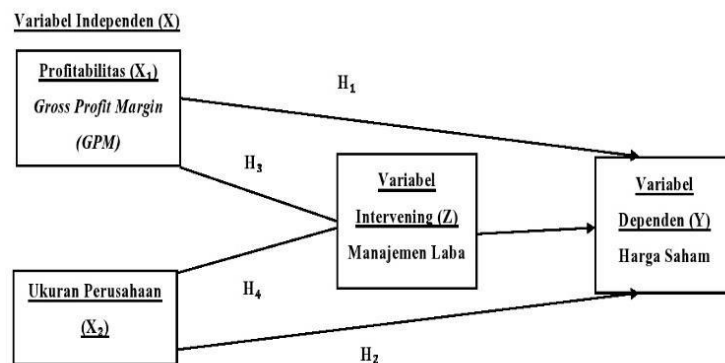 Variabel Independen (X)
Profitabilitas (X₁)
Gross Profit Margin
(GPM)
H₁
H₃
Variabel
Intervening (Z)
Manajemen Laba
Variabel
Dependen (Y)
Harga Saham
Ukuran Perusahaan
(X₂)
H₄
H₂